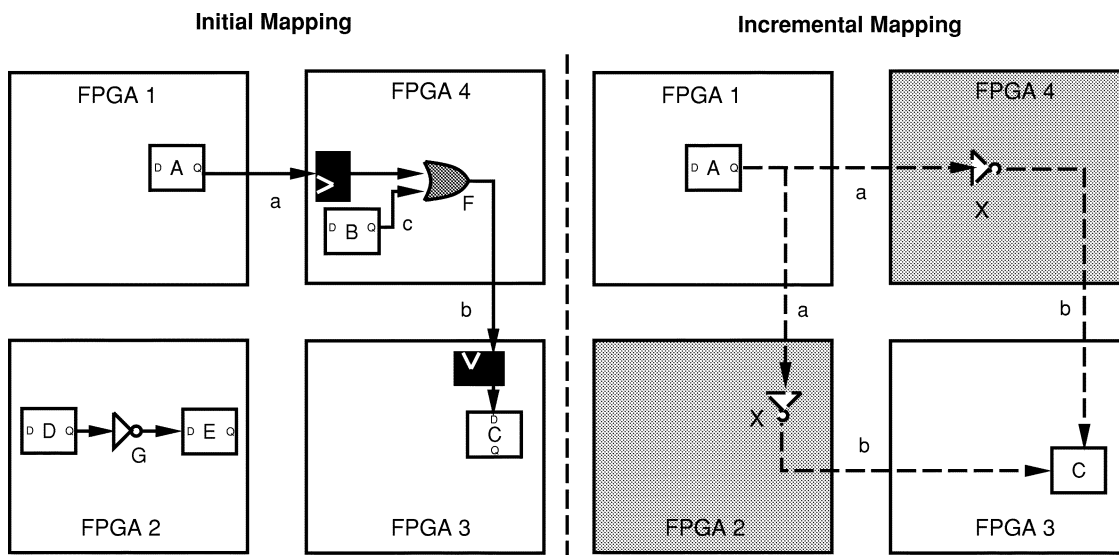 Initial Mapping
Incremental Mapping
FPGA 1
FPGA 4
FPGA 1
FPGA 4
D A Q
a
D B Q
c
F
D A Q
a
X
b
a
b
FPGA 2
D D Q
G
D E Q
D
C
Q
FPGA 3
X
b
C
FPGA 2
FPGA 3